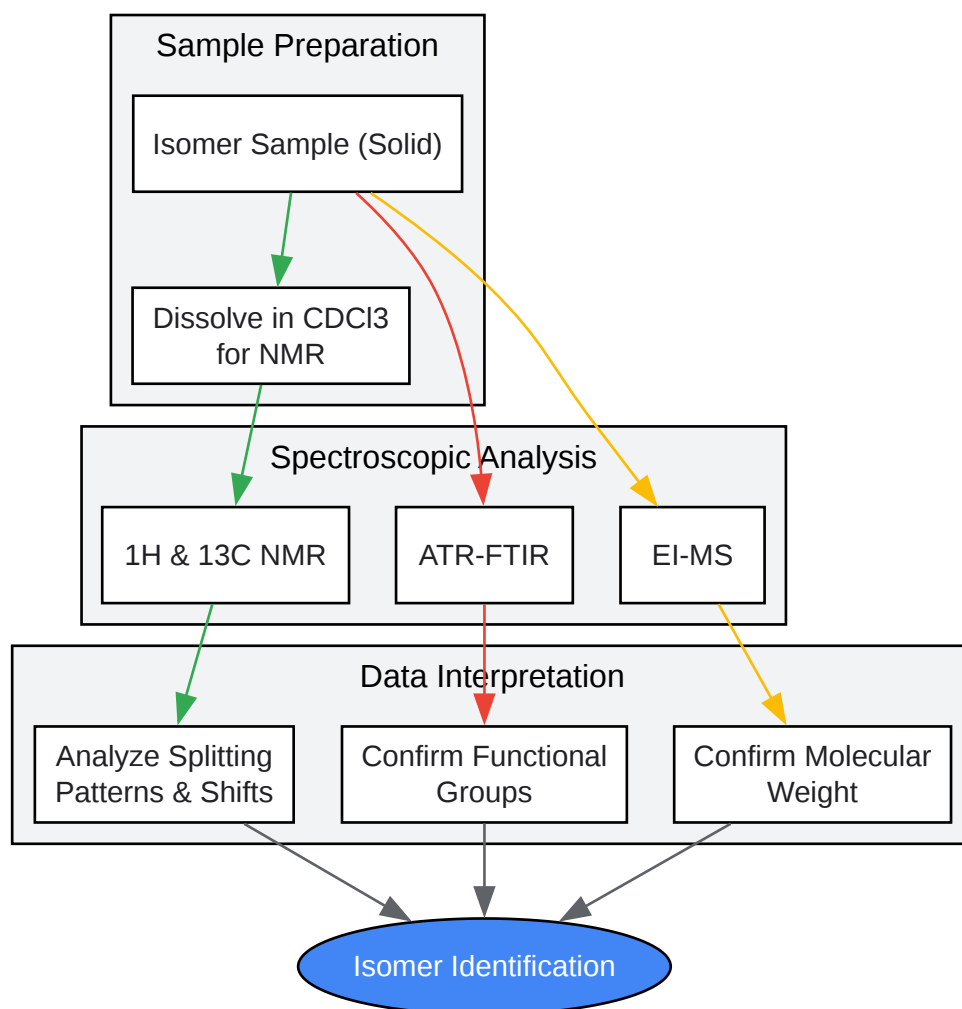 Sample Preparation
Isomer Sample (Solid)
Dissolve in CDCl3
for NMR
Spectroscopic Analysis
1H & 13C NMR
ATR-FTIR
EI-MS
Data Interpretation
Analyze Splitting
Patterns & Shifts
Confirm Functional
Groups
Confirm Molecular
Weight
Isomer Identification